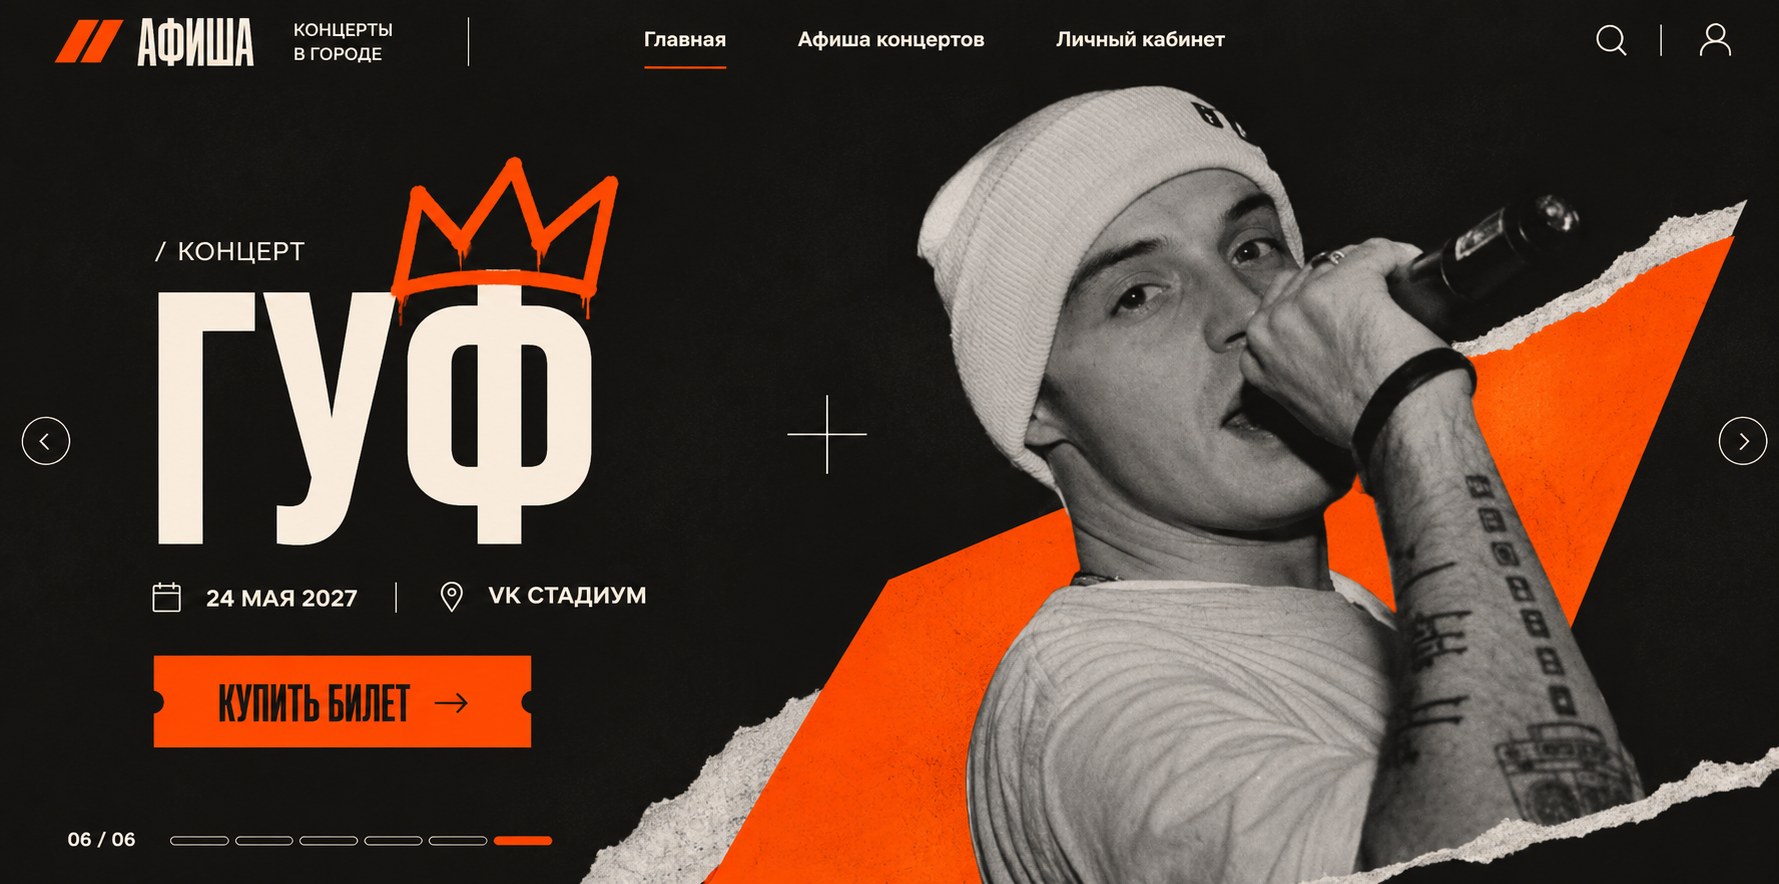 АФИША
КОНЦЕРТЫ
В ГОРОДЕ
Главная
Афиша концертов
Личный кабинет
/ КОНЦЕРТ
ГУФ
24 МАЯ 2027
VK СТАДИУМ
КУПИТЬ БИЛЕТ
06 / 06